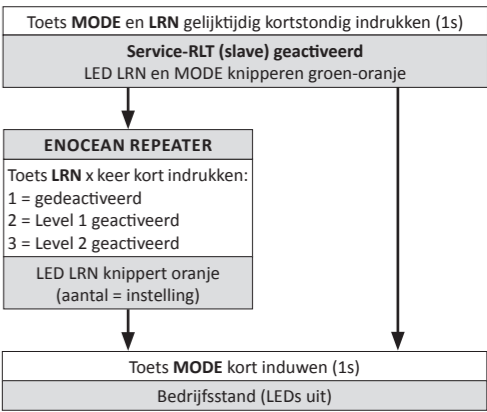 Toets MODE en LRN gelijktijdig kortstondig indrukken (1s)
Service-RLT (slave) geactiveerd
LED LRN en MODE knipperen groen-oranje
ENOCEAN REPEATER
Toets LRN x keer kort indrukken:
1 = gedeactiveerd
2 = Level 1 geactiveerd
3 = Level 2 geactiveerd
LED LRN knippert oranje
(aantal = instelling)
Toets MODE kort induwen (1s)
Bedrijfsstand (LEDs uit)